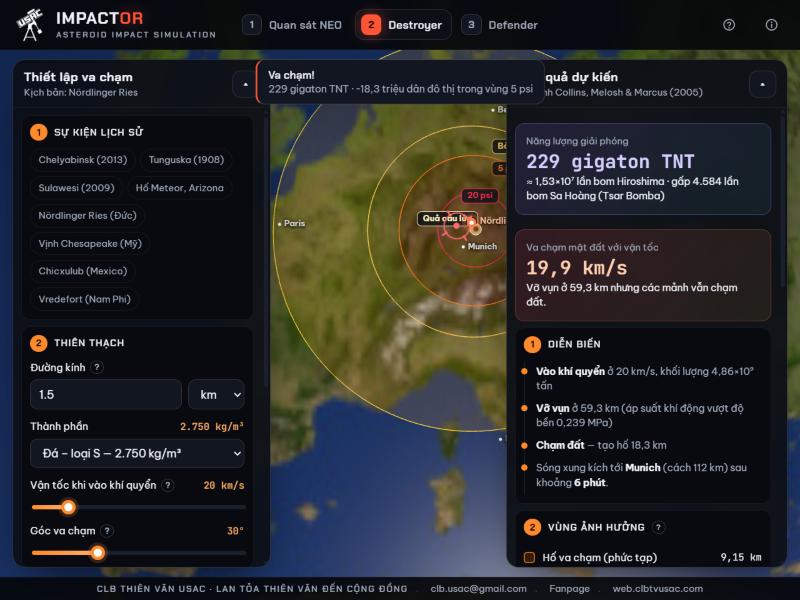 USAC
IMPACTOR
ASTEROID IMPACT SIMULATION
1 Quan sát NEO
2 Destroyer
3 Defender
Thiết lập va chạm
Kịch bản: Nördlinger Ries
1 SỰ KIỆN LỊCH SỬ
Chelyabinsk (2013)
Tunguska (1908)
Sulawesi (2009)
Hố Meteor, Arizona
Nördlinger Ries (Đức)
Vịnh Chesapeake (Mỹ)
Chicxulub (Mexico)
Vredefort (Nam Phi)
2 THIÊN THẠCH
Đường kính ?
1.5 km
Thành phần 2.750 kg/m³
Đá – loại S — 2.750 kg/m³
Vận tốc khi vào khí quyển ? 20 km/s
Góc va chạm ? 30°
Va chạm!
229 gigaton TNT · ~18,3 triệu dân đô thị trong vùng 5 psi
20 psi
Quả cầu
Nördli
Paris
Munich
quả dự kiến
Collins, Melosh & Marcus (2005)
Năng lượng giải phóng
229 gigaton TNT
≈ 1,53×10⁷ lần bom Hiroshima · gấp 4.584 lần
bom Sa Hoàng (Tsar Bomba)
Va chạm mặt đất với vận tốc
19,9 km/s
Vỡ vụn ở 59,3 km nhưng các mảnh vẫn chạm
đất.
1 DIỄN BIẾN
Vào khí quyển ở 20 km/s, khối lượng 4,86×10⁹
tấn
Vỡ vụn ở 59,3 km (áp suất khí động vượt độ
bền 0,239 MPa)
Chạm đất — tạo hố 18,3 km
Sóng xung kích tới Munich (cách 112 km) sau
khoảng 6 phút.
2 VÙNG ẢNH HƯỞNG ?
Hố va chạm (phức tạp) 9,15 km
CLB THIÊN VĂN USAC · LAN TỎA THIÊN VĂN ĐẾN CỘNG ĐỒNG · clb.usac@gmail.com · Fanpage · web.clbtvusac.com